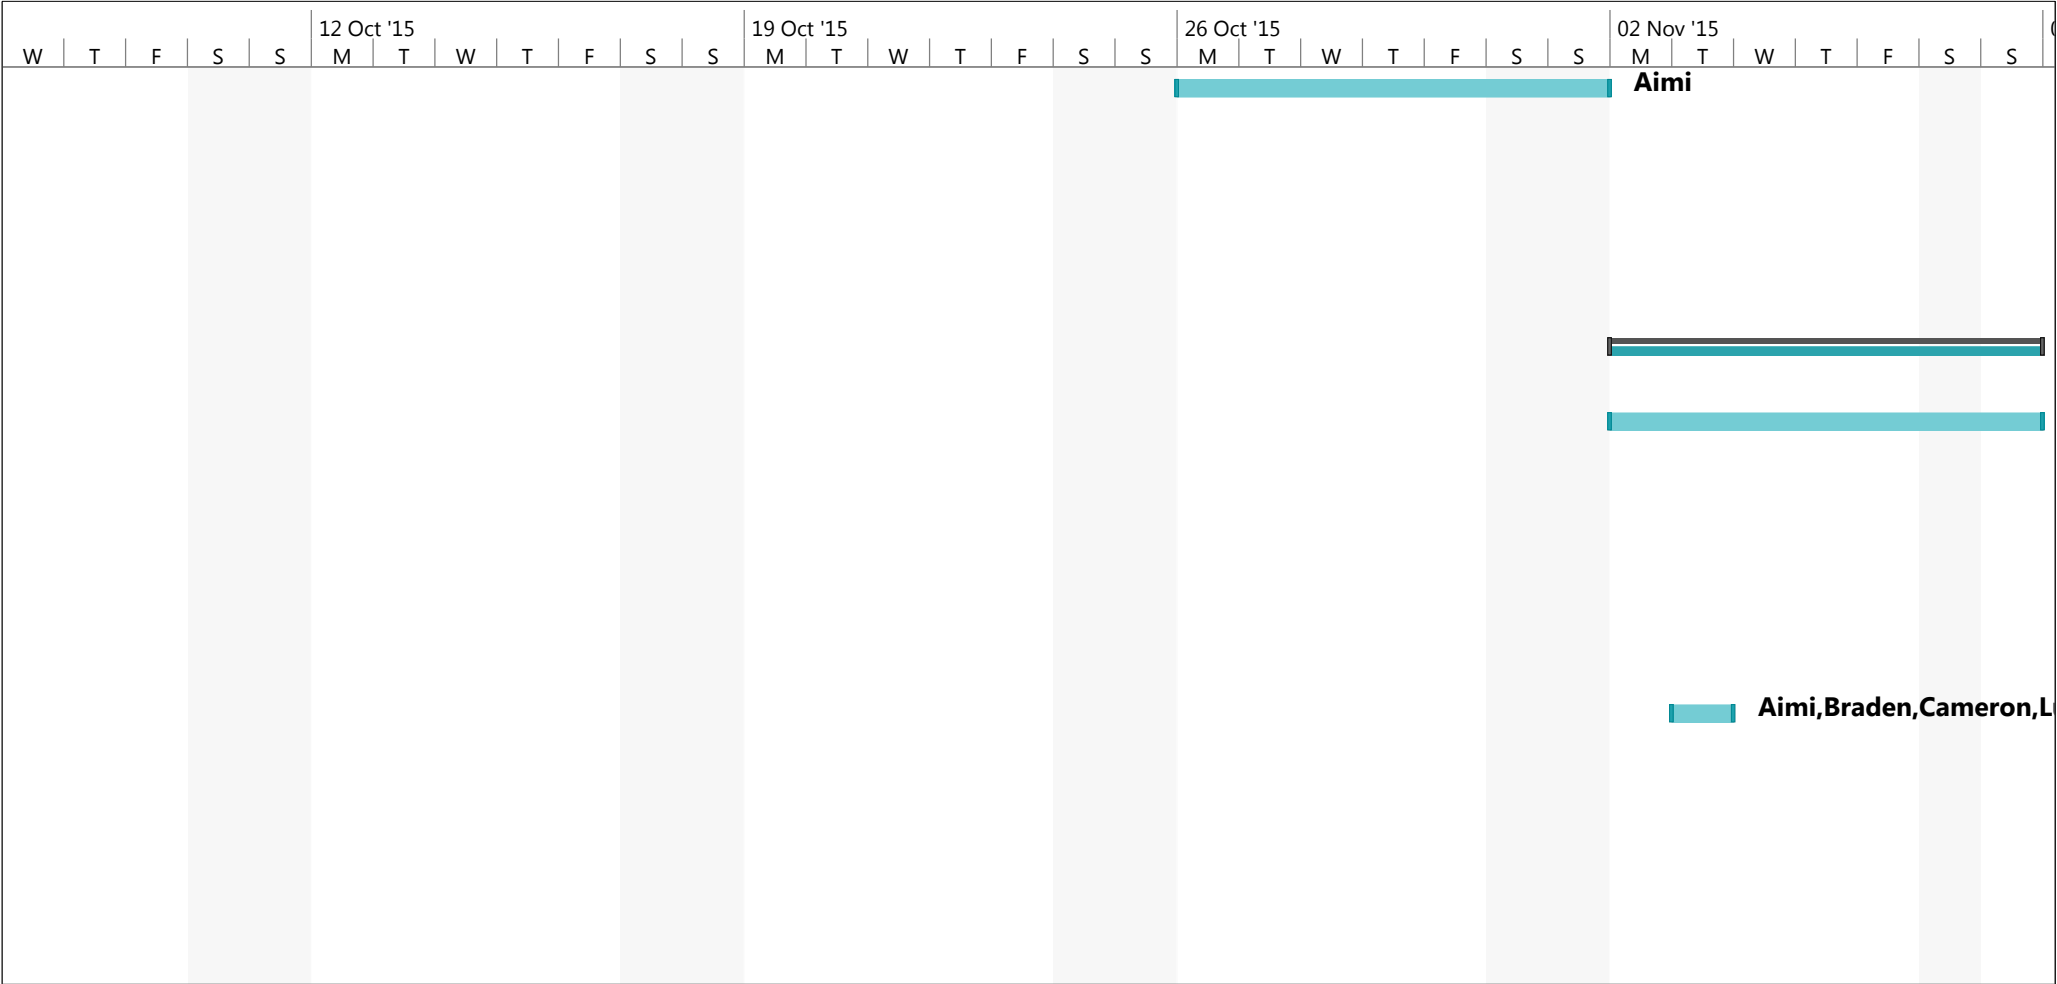 12 Oct '15 19 Oct '15 26 Oct '15 02 Nov '15
W T F S S M T W T F S S M T W T F S S M T W T F S S M T W T F S S
Aimi
Aimi,Braden,Cameron,